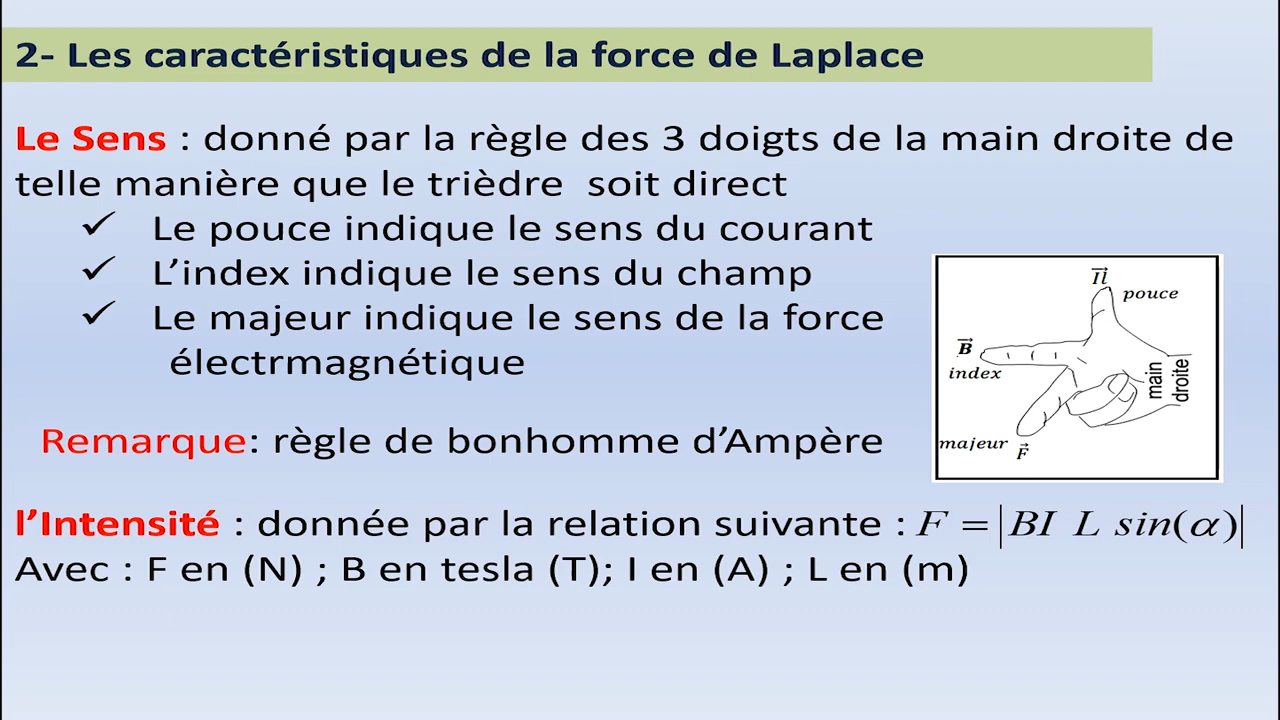 2- Les caractéristiques de la force de Laplace
Le Sens : donné par la règle des 3 doigts de la main droite de
telle manière que le trièdre soit direct
✓ Le pouce indique le sens du courant
✓ L’index indique le sens du champ
✓ Le majeur indique le sens de la force
électrmagnétique
Il
pouce
B
index
main
droite
majeur
F
Remarque: règle de bonhomme d’Ampère
l’Intensité : donnée par la relation suivante : F = |BI L sin(α)|
Avec : F en (N) ; B en tesla (T); I en (A) ; L en (m)